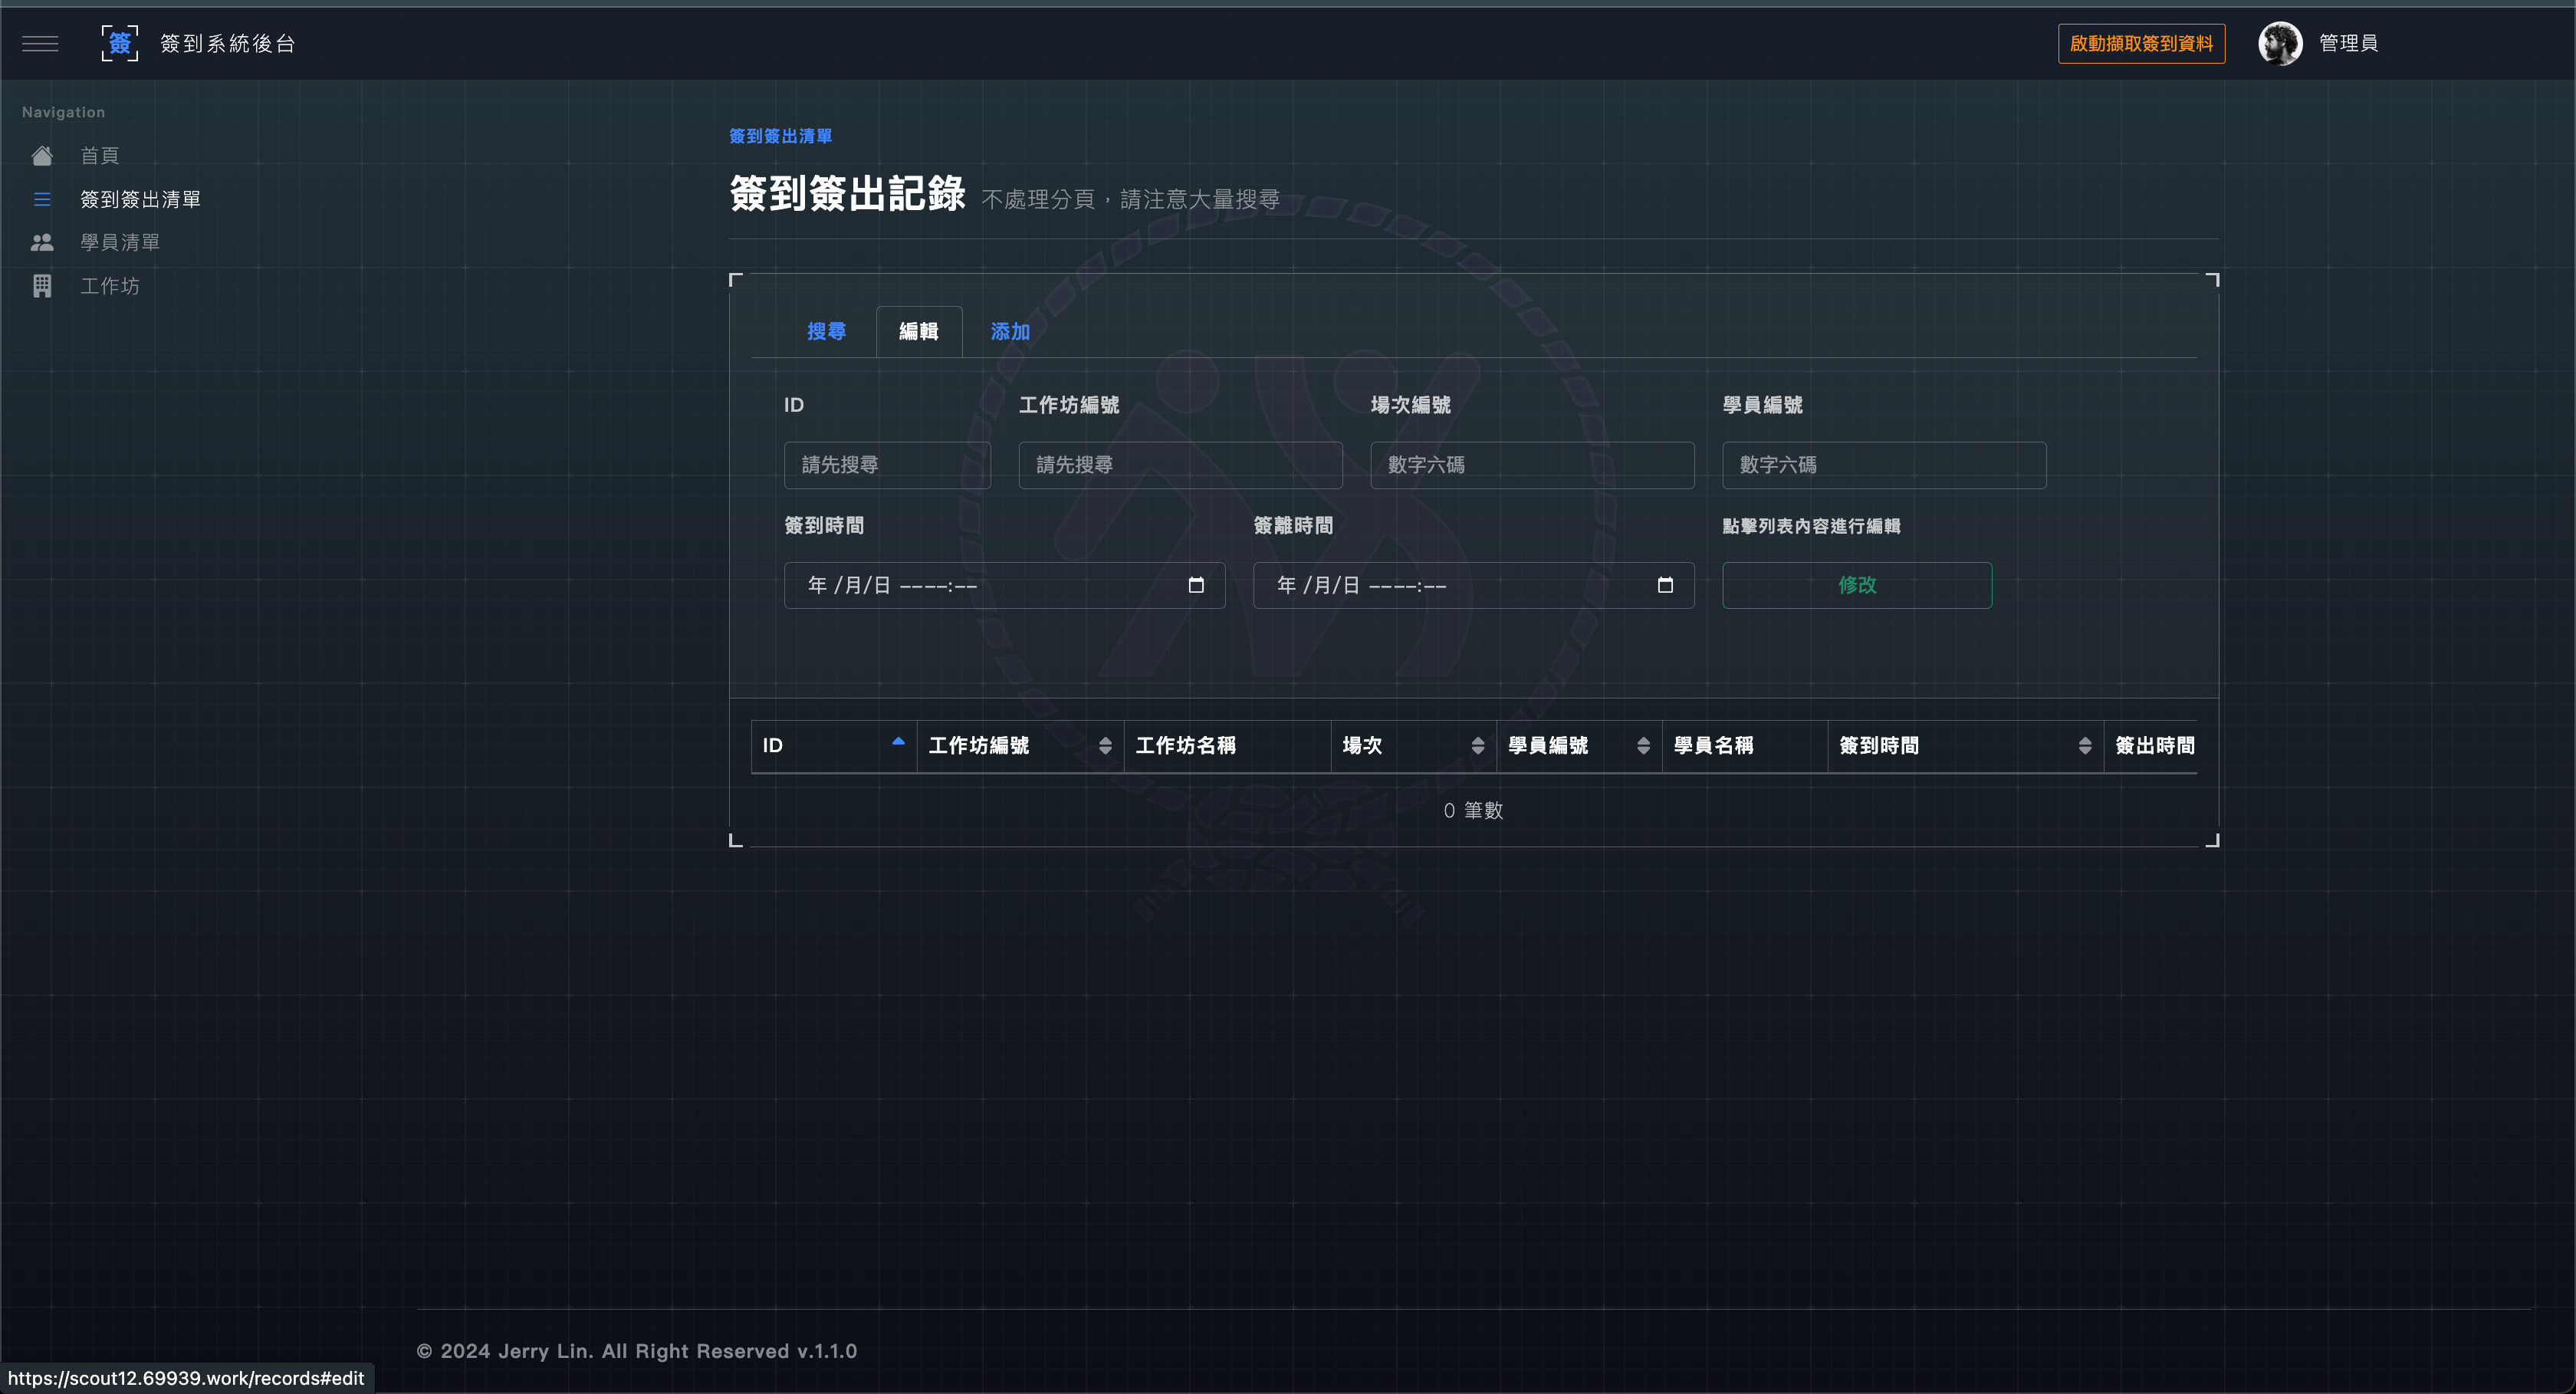 簽 簽到系統後台 啟動擷取簽到資料 管理員
Navigation
首頁
簽到簽出清單
學員清單
工作坊
簽到簽出清單
簽到簽出記錄 不處理分頁，請注意大量搜尋
搜尋 編輯 添加
ID 工作坊編號 場次編號 學員編號
請先搜尋 請先搜尋 數字六碼 數字六碼
簽到時間 簽離時間 點擊列表內容進行編輯
年 /月/日 ----:-- 年 /月/日 ----:-- 修改
ID 工作坊編號 工作坊名稱 場次 學員編號 學員名稱 簽到時間 簽出時間
0 筆數
© 2024 Jerry Lin. All Right Reserved v.1.1.0
https://scout12.69939.work/records#edit